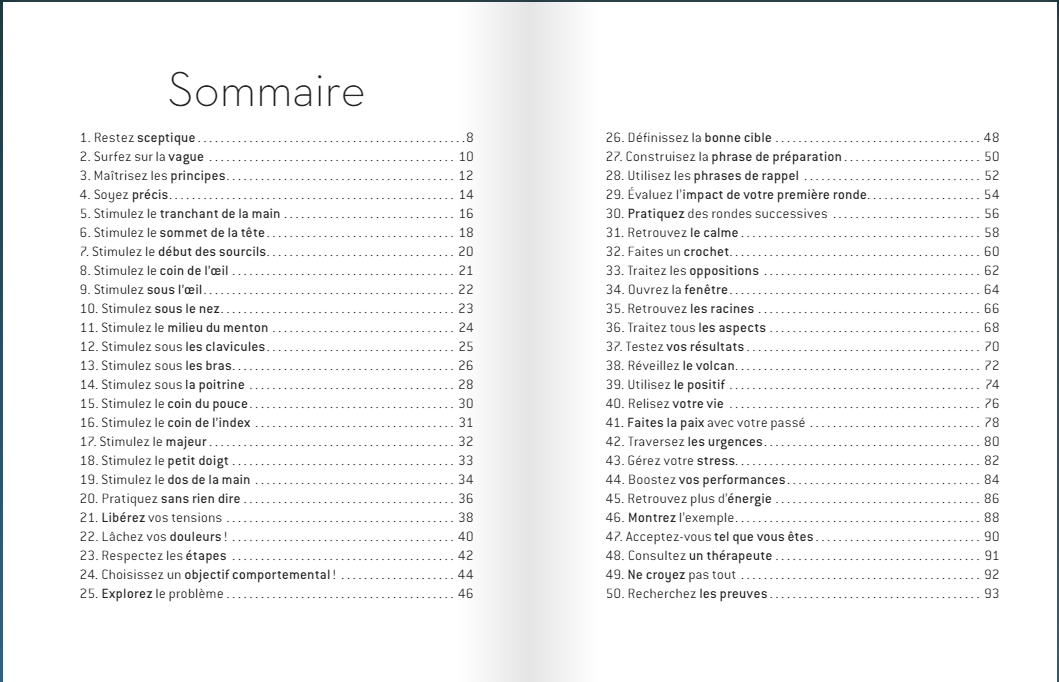 Sommaire
1. Restez sceptique........8
2. Surfez sur la vague ........ 10
3. Maîtrisez les principes........ 12
4. Soyez précis........ 14
5. Stimulez le tranchant de la main ........ 16
6. Stimulez le sommet de la tête........ 18
7. Stimulez le début des sourcils........ 20
8. Stimulez le coin de l'œil ........ 21
9. Stimulez sous l'œil........ 22
10. Stimulez sous le nez........ 23
11. Stimulez le milieu du menton ........ 24
12. Stimulez sous les clavicules........ 25
13. Stimulez sous les bras........ 26
14. Stimulez sous la poitrine ........ 28
15. Stimulez le coin du pouce........ 30
16. Stimulez le coin de l'index ........ 31
17. Stimulez le majeur........ 32
18. Stimulez le petit doigt ........ 33
19. Stimulez le dos de la main ........ 34
20. Pratiquez sans rien dire ........ 36
21. Libérez vos tensions ........ 38
22. Lâchez vos douleurs ! ........ 40
23. Respectez les étapes ........ 42
24. Choisissez un objectif comportemental ! ........ 44
25. Explorez le problème ........ 46
26. Définissez la bonne cible ........ 48
27. Construisez la phrase de préparation........ 50
28. Utilisez les phrases de rappel ........ 52
29. Évaluez l'impact de votre première ronde........ 54
30. Pratiquez des rondes successives ........ 56
31. Retrouvez le calme ........ 58
32. Faites un crochet........ 60
33. Traitez les oppositions ........ 62
34. Ouvrez la fenêtre........ 64
35. Retrouvez les racines ........ 66
36. Traitez tous les aspects ........ 68
37. Testez vos résultats ........ 70
38. Réveillez le volcan........ 72
39. Utilisez le positif ........ 74
40. Relisez votre vie ........ 76
41. Faites la paix avec votre passé ........ 78
42. Traversez les urgences........ 80
43. Gérez votre stress........ 82
44. Boostez vos performances........ 84
45. Retrouvez plus d'énergie ........ 86
46. Montrez l'exemple........ 88
47. Acceptez-vous tel que vous êtes........ 90
48. Consultez un thérapeute ........ 91
49. Ne croyez pas tout ........ 92
50. Recherchez les preuves........ 93